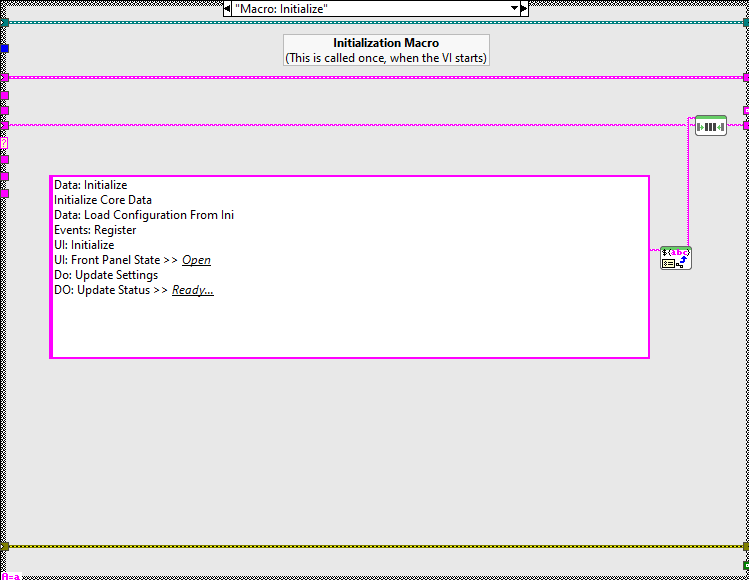 "Macro: Initialize"
Initialization Macro
(This is called once, when the VI starts)
?
Data: Initialize
Initialize Core Data
Data: Load Configuration From Ini
Events: Register
UI: Initialize
UI: Front Panel State >> Open
Do: Update Settings
DO: Update Status >> Ready...
${abc}
A=a